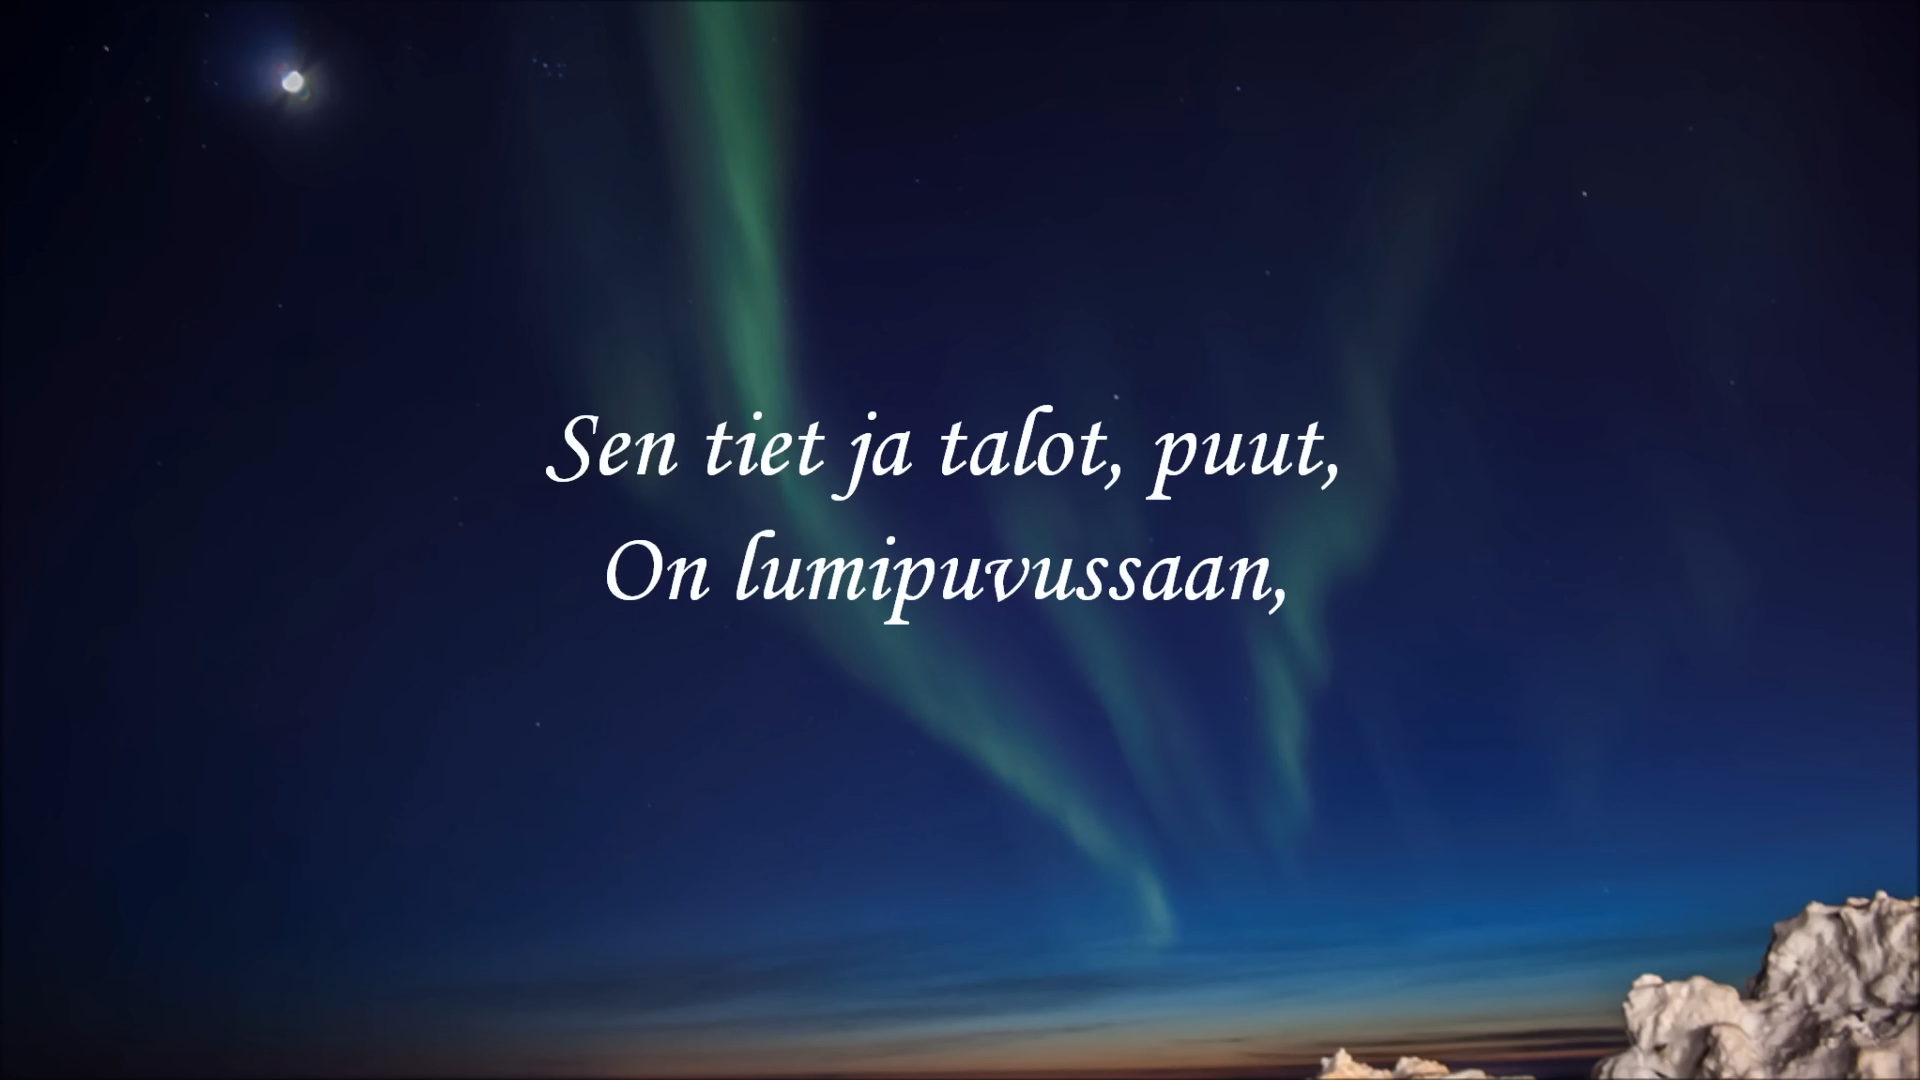 Sen tiet ja talot, puut,
On lumipuvussaan,